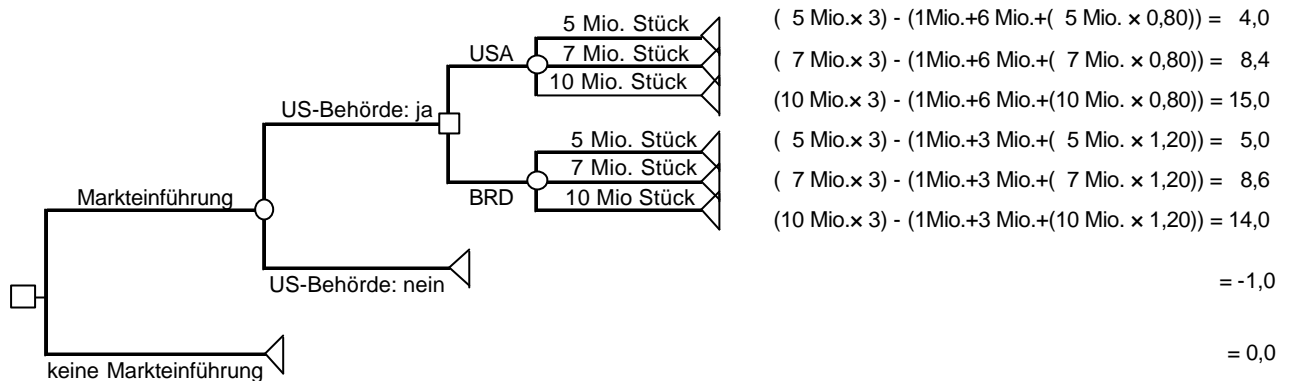 5 Mio. Stück ( 5 Mio.× 3) - (1Mio.+6 Mio.+( 5 Mio. × 0,80)) = 4,0
USA 7 Mio. Stück ( 7 Mio.× 3) - (1Mio.+6 Mio.+( 7 Mio. × 0,80)) = 8,4
10 Mio. Stück (10 Mio.× 3) - (1Mio.+6 Mio.+(10 Mio. × 0,80)) = 15,0
US-Behörde: ja
5 Mio. Stück ( 5 Mio.× 3) - (1Mio.+3 Mio.+( 5 Mio. × 1,20)) = 5,0
7 Mio. Stück ( 7 Mio.× 3) - (1Mio.+3 Mio.+( 7 Mio. × 1,20)) = 8,6
BRD 10 Mio Stück (10 Mio.× 3) - (1Mio.+3 Mio.+(10 Mio. × 1,20)) = 14,0
Markteinführung
US-Behörde: nein = -1,0
keine Markteinführung = 0,0